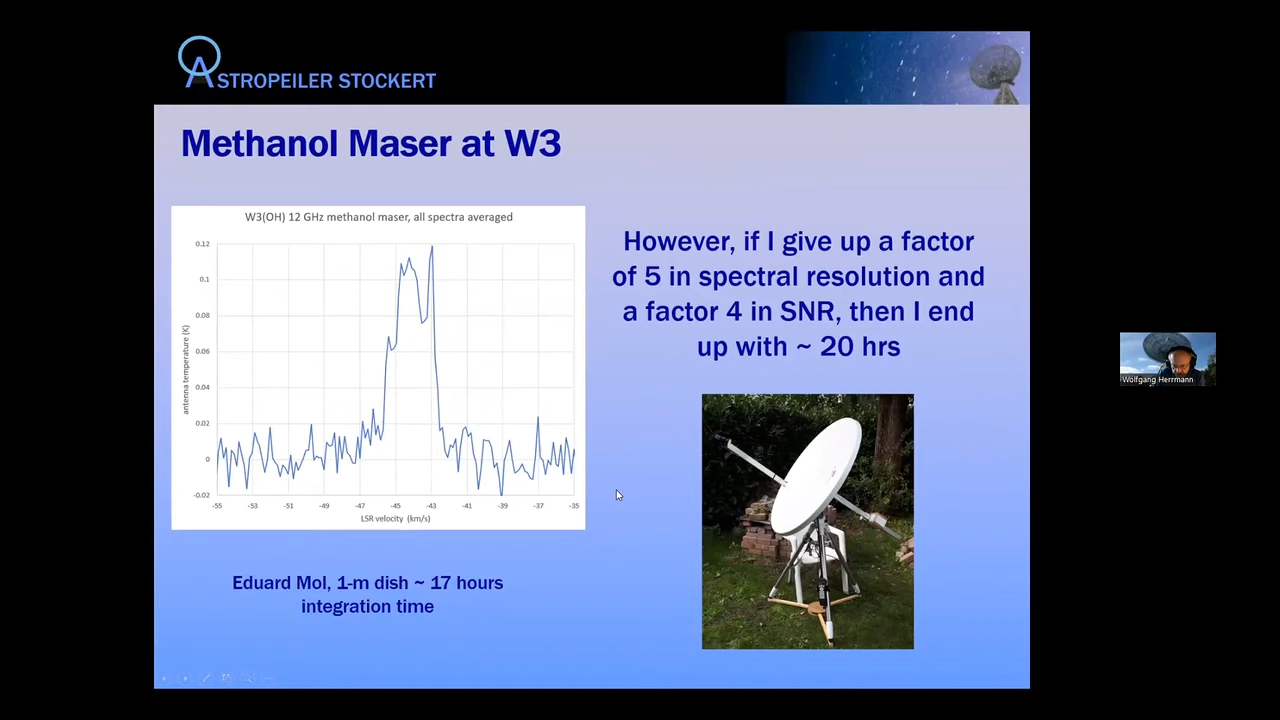 ASTROPEILER STOCKERT
Methanol Maser at W3
W3(OH) 12 GHz methanol maser, all spectra averaged
antenna temperature (K)
0.12
0.1
0.08
0.06
0.04
0.02
0
-0.02
-55 -53 -51 -49 -47 -45 -43 -41 -39 -37 -35
LSR velocity (km/s)
Eduard Mol, 1-m dish ~ 17 hours
integration time
However, if I give up a factor
of 5 in spectral resolution and
a factor 4 in SNR, then I end
up with ~ 20 hrs
Wolfgang Herrmann